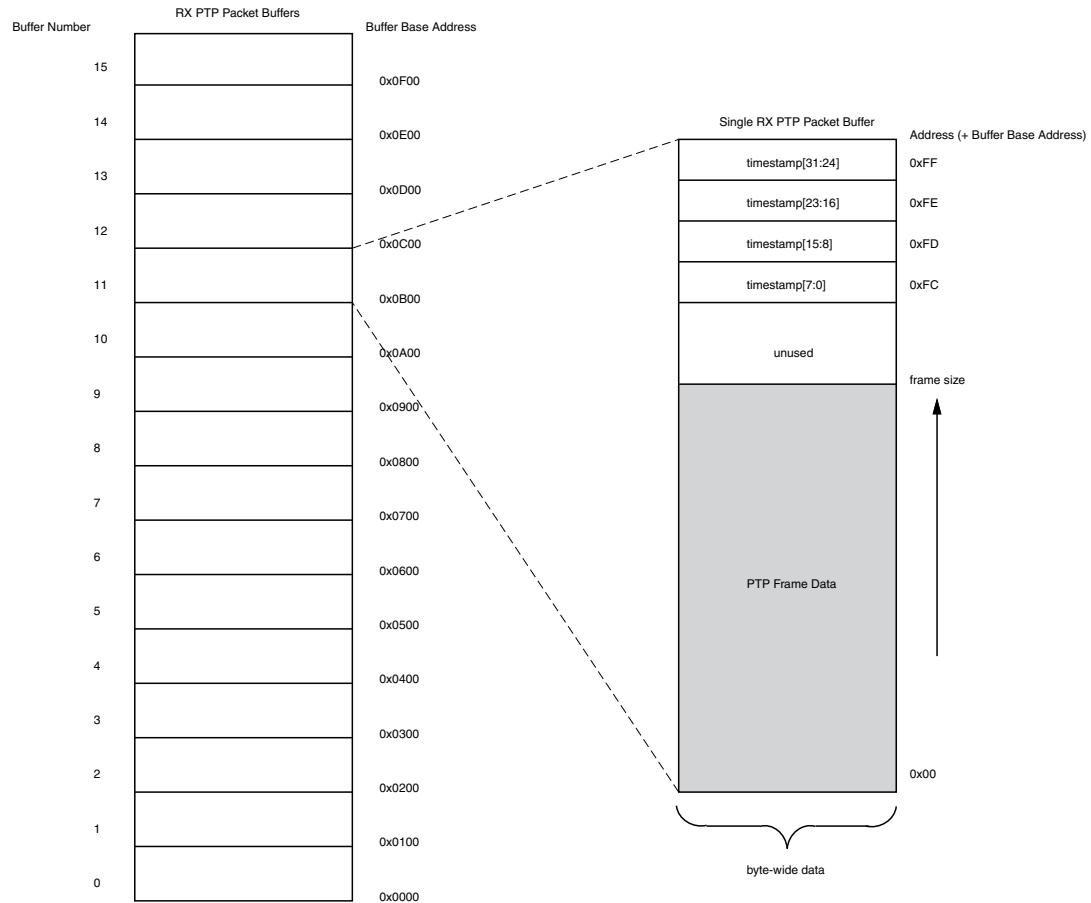 RX PTP Packet Buffers
Buffer Number
Buffer Base Address
15
0x0F00
14
0x0E00
13
0x0D00
12
0x0C00
11
0x0B00
10
0x0A00
9
0x0900
8
0x0800
7
0x0700
6
0x0600
5
0x0500
4
0x0400
3
0x0300
2
0x0200
1
0x0100
0
0x0000
Single RX PTP Packet Buffer
Address (+ Buffer Base Address)
timestamp[31:24]
0xFF
timestamp[23:16]
0xFE
timestamp[15:8]
0xFD
timestamp[7:0]
0xFC
unused
frame size
PTP Frame Data
0x00
byte-wide data